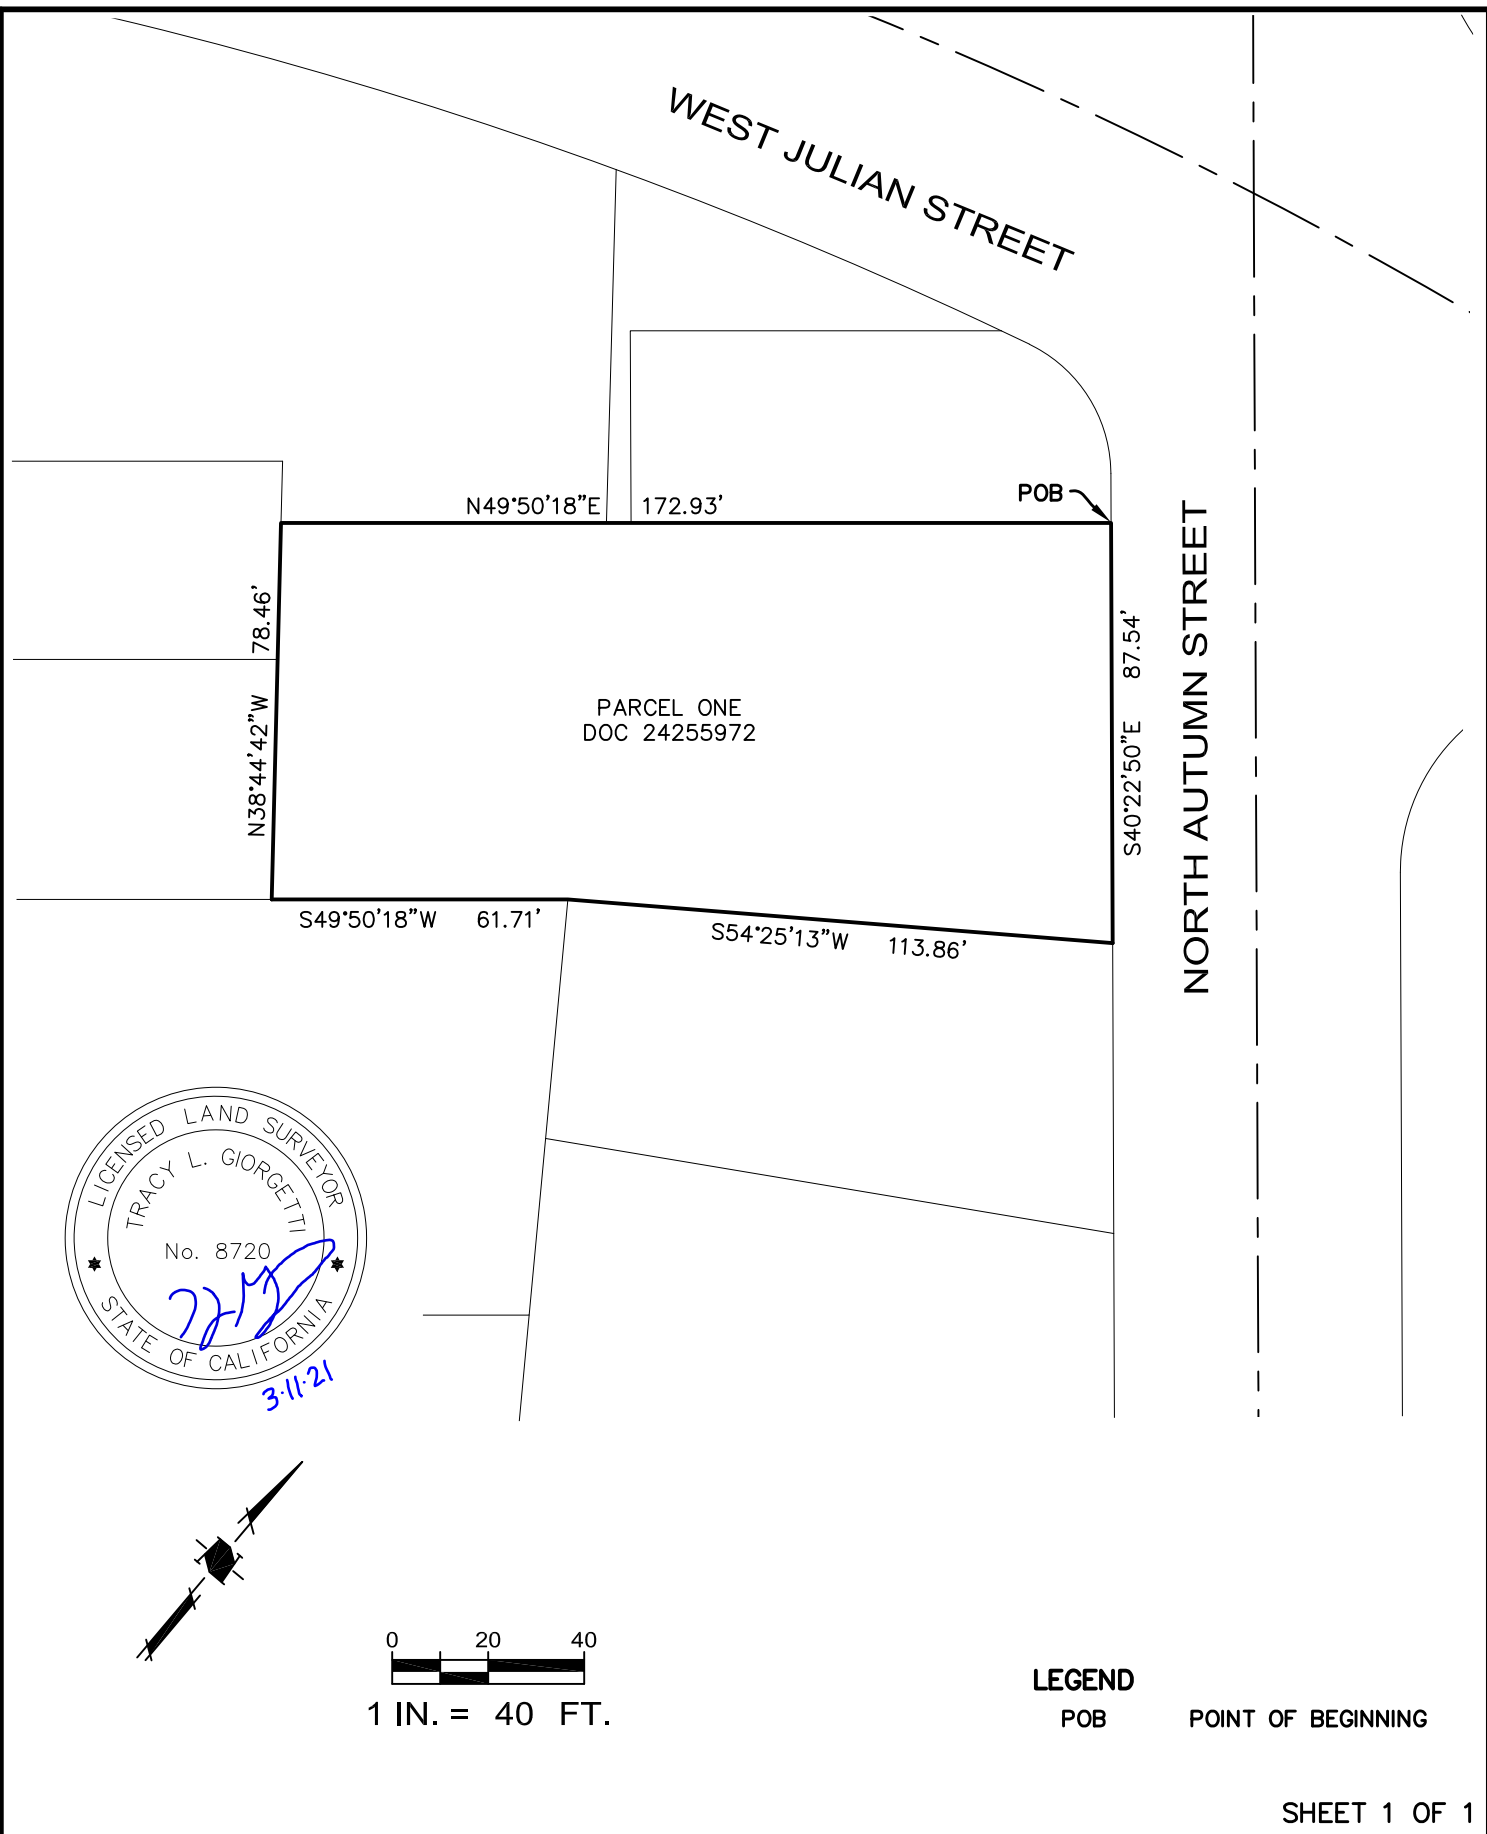 WEST JULIAN STREET
POB
N49°50'18"E 172.93'
78.46'
N38°44'42"W
PARCEL ONE
DOC 24255972
87.54'
S40°22'50"E
NORTH AUTUMN STREET
S49°50'18"W 61.71'
S54°25'13"W 113.86'
LICENSED LAND SURVEYOR
TRACY L. GIORGETTI
No. 8720
STATE OF CALIFORNIA
3·11·21
0 20 40
1 IN. = 40 FT.
LEGEND
POB POINT OF BEGINNING
SHEET 1 OF 1